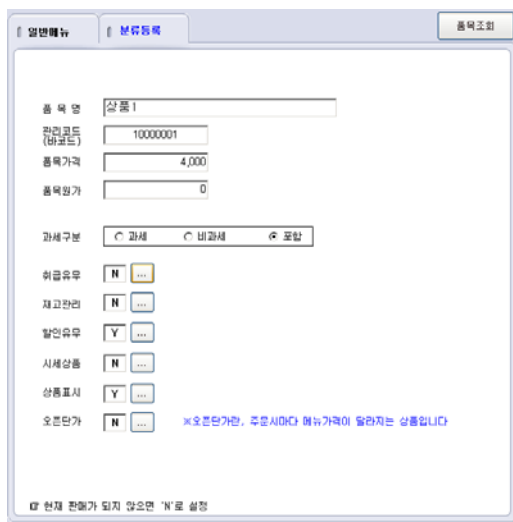 일반메뉴
분류등록
품목조회
품 목 명 상품1
관리코드
(바코드) 10000001
품목가격 4,000
품목원가 0
과세구분 과세 비과세 포함
취급유무 N ...
재고관리 N ...
할인유무 Y ...
시세상품 N ...
상품표시 Y ...
오픈단가 N ... ※오픈단가란, 주문시마다 메뉴가격이 달라지는 상품입니다
☞ 현재 판매가 되지 않으면 'N'로 설정